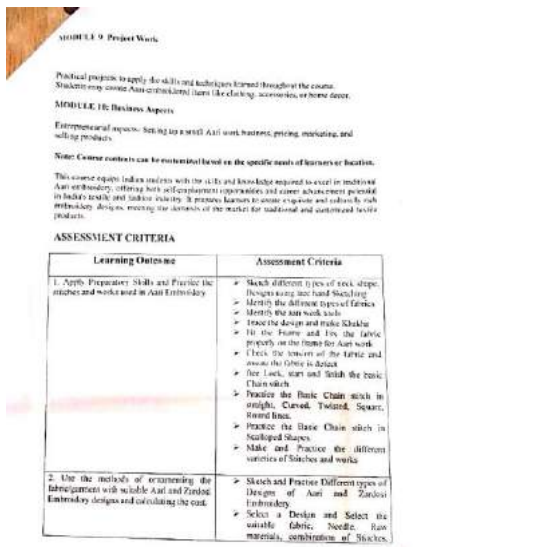 MODULE 9 Project Work
Practical projects to apply the skills and techniques learned throughout the course.
Students may create Aari-embroidered items like clothing, accessories, or home decor.
MODULE 10: Business Aspects
Entrepreneurial aspects- Setting up a small Aari work business, pricing, marketing, and
selling products.
Note: Course contents can be customized based on the specific needs of learners or location.
This course equips Indian students with the skills and knowledge required to excel in traditional
Aari embroidery, offering both self-employment opportunities and career advancement potential
in India's textile and fashion industry. It prepares learners to create exquisite and culturally rich
embroidery designs, meeting the demands of the market for traditional and customized textile
products.
ASSESSMENT CRITERIA
Learning Outcome
Assessment Criteria
1. Apply Preparatory Skills and Practice the
stitches and works used in Aari Embroidery
➢ Sketch different types of neck shape,
Designs using free hand Sketching
➢ Identify the different types of fabrics
➢ Identify the aari work tools
➢ Trace the design and make Khakha
➢ Fit the Frame and Fix the fabric
properly on the frame for Aari work
➢ Check the tension of the fabric and
ensure the fabric is
➢ Lock, start and finish the basic
Chain stitch
➢ Practice the Basic Chain stitch in
straight, Curved, Twisted, Square,
Round lines.
➢ Practice the Basic Chain stitch in
Scalloped Shapes
➢ Make and Practice the different
varieties of Stitches and works
2. Use the methods of ornamenting the
fabric/garment with suitable Aari and Zardosi
Embroidery designs and calculating the cost.
➢ Sketch and Practice Different types of
Designs of Aari and Zardosi
Embroidery
➢ Select a Design and Select the
suitable fabric, Needle, Raw
materials, combination of Stitches,